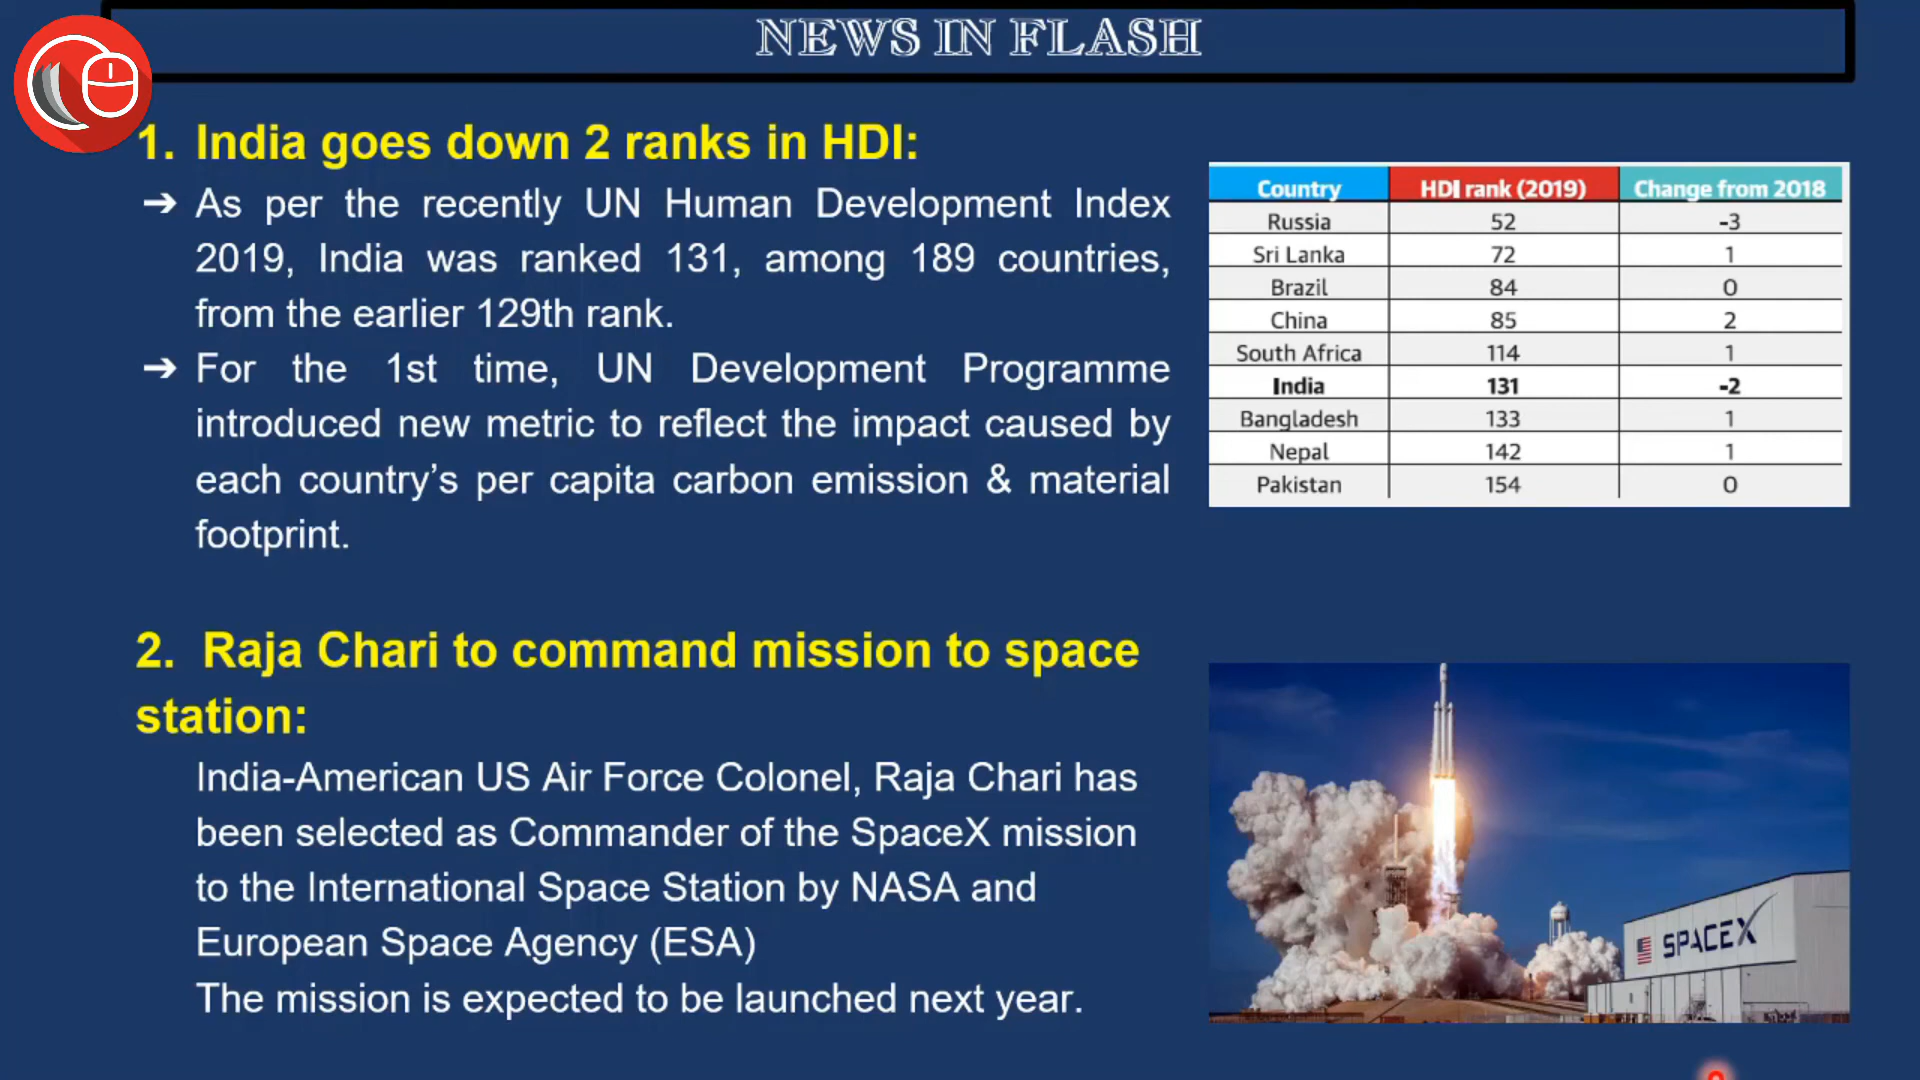 NEWS IN FLASH
1. India goes down 2 ranks in HDI:
➔ As per the recently UN Human Development Index
2019, India was ranked 131, among 189 countries,
from the earlier 129th rank.
➔ For the 1st time, UN Development Programme
introduced new metric to reflect the impact caused by
each country’s per capita carbon emission & material
footprint.
Country HDI rank (2019) Change from 2018
Russia 52 -3
Sri Lanka 72 1
Brazil 84 0
China 85 2
South Africa 114 1
India 131 -2
Bangladesh 133 1
Nepal 142 1
Pakistan 154 0
2. Raja Chari to command mission to space
station:
India-American US Air Force Colonel, Raja Chari has
been selected as Commander of the SpaceX mission
to the International Space Station by NASA and
European Space Agency (ESA)
The mission is expected to be launched next year.
SPACEX